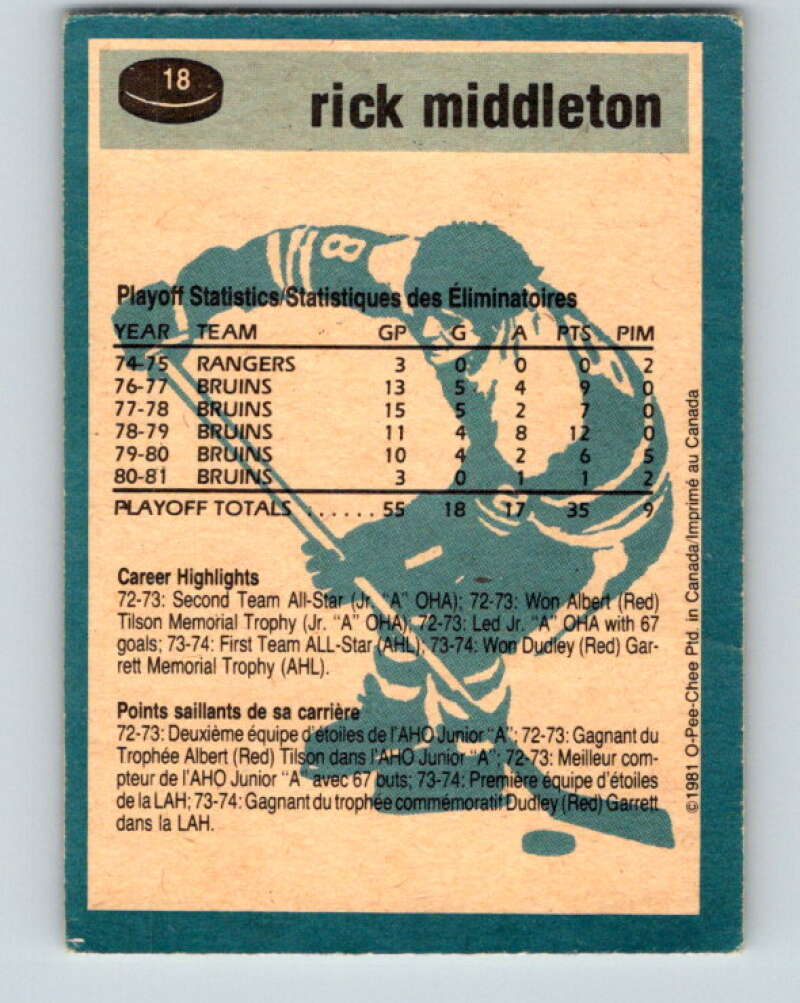 18
rick middleton
8
Playoff Statistics/Statistiques des Éliminatoires
YEAR TEAM GP G A PTS PIM
74-75 RANGERS 3 0 0 0 2
76-77 BRUINS 13 5 4 9 0
77-78 BRUINS 15 5 2 7 0
78-79 BRUINS 11 4 8 12 0
79-80 BRUINS 10 4 2 6 5
80-81 BRUINS 3 0 1 1 2
PLAYOFF TOTALS ...... 55 18 17 35 9
Career Highlights
72-73: Second Team All-Star (Jr. "A" OHA); 72-73: Won Albert (Red)
Tilson Memorial Trophy (Jr. "A" OHA); 72-73: Led Jr. "A" OHA with 67
goals; 73-74: First Team ALL-Star (AHL); 73-74: Won Dudley (Red) Gar-
rett Memorial Trophy (AHL).
Points saillants de sa carrière
72-73: Deuxième équipe d'étoiles de l'AHO Junior "A"; 72-73: Gagnant du
Trophée Albert (Red) Tilson dans l'AHO Junior "A"; 72-73: Meilleur com-
pteur de l'AHO Junior "A" avec 67 buts; 73-74: Première équipe d'étoiles
de la LAH; 73-74: Gagnant du trophée commémoratif Dudley (Red) Garrett
dans la LAH.
©1981 O-Pee-Chee Ptd. in Canada/Imprimé au Canada